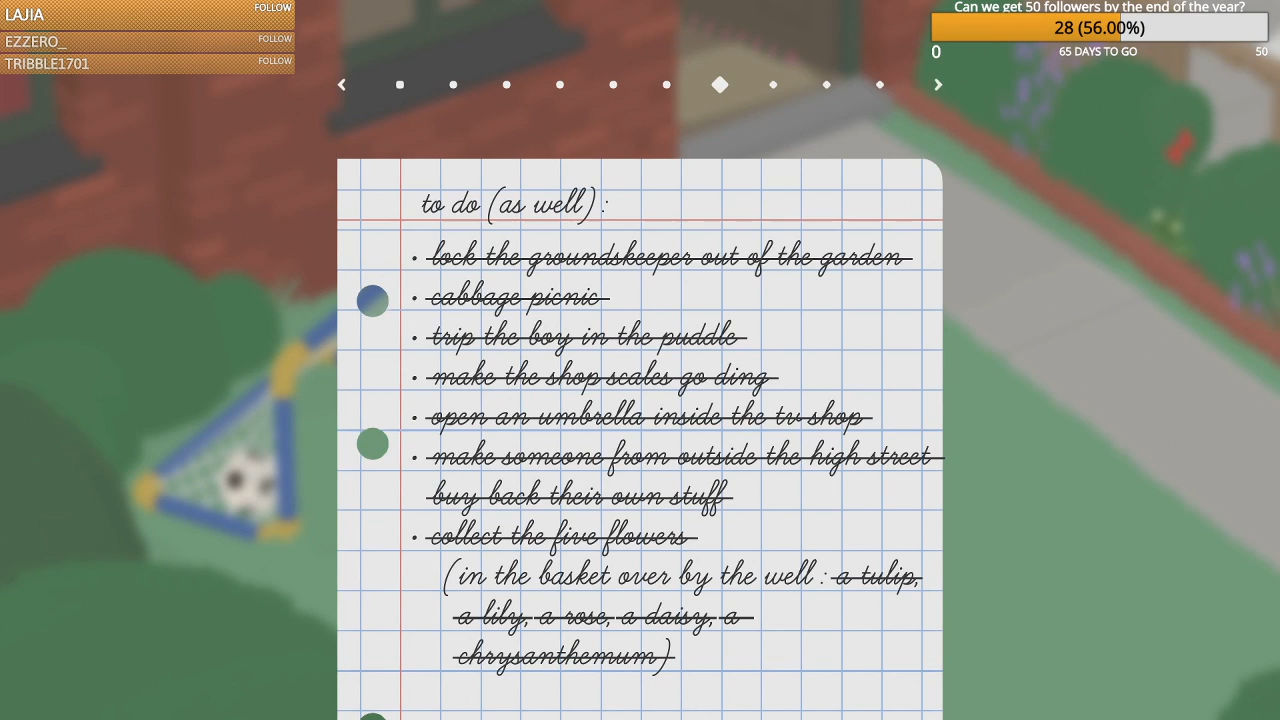 LAJIA FOLLOW
EZZERO_ FOLLOW
TRIBBLE1701 FOLLOW
Can we get 50 followers by the end of the year?
28 (56.00%)
0 65 DAYS TO GO 50
to do (as well) :
• lock the groundskeeper out of the garden
• cabbage picnic
• trip the boy in the puddle
• make the shop scales go ding
• open an umbrella inside the tv shop
• make someone from outside the high street
buy back their own stuff
• collect the five flowers
(in the basket over by the well : a tulip,
a lily, a rose, a daisy, a
chrysanthemum)